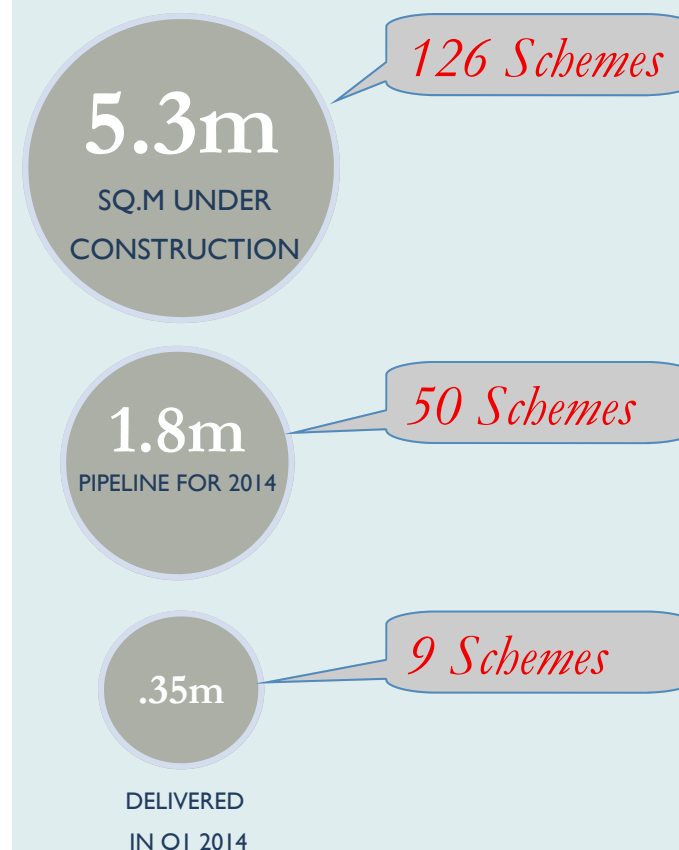 126 Schemes
5.3m
SQ.M UNDER
CONSTRUCTION
50 Schemes
1.8m
PIPELINE FOR 2014
9 Schemes
.35m
DELIVERED
IN Q1 2014